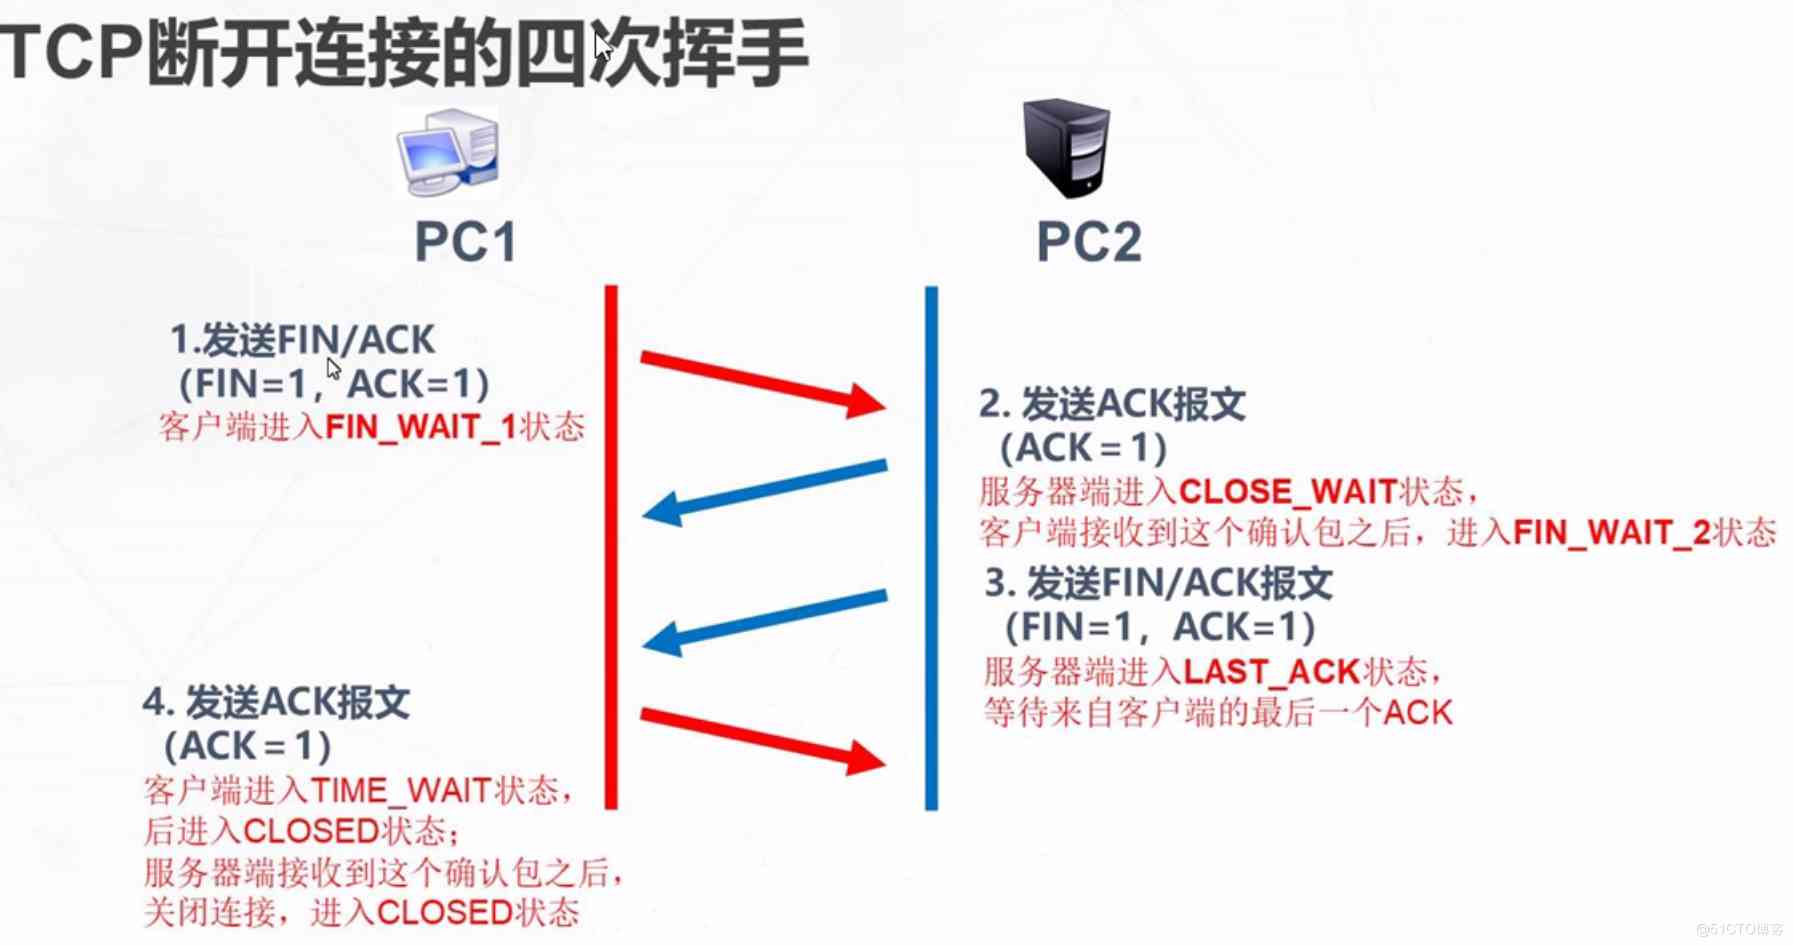 TCP断开连接的四次挥手
PC1
PC2
1.发送FIN/ACK
(FIN=1, ACK=1)
客户端进入FIN_WAIT_1状态
2. 发送ACK报文
(ACK = 1)
服务器端进入CLOSE_WAIT状态,
客户端接收到这个确认包之后, 进入FIN_WAIT_2状态
3. 发送FIN/ACK报文
(FIN=1, ACK=1)
服务器端进入LAST_ACK状态,
等待来自客户端的最后一个ACK
4. 发送ACK报文
(ACK = 1)
客户端进入TIME_WAIT状态,
后进入CLOSED状态;
服务器端接收到这个确认包之后,
关闭连接, 进入CLOSED状态
@51CTO博客